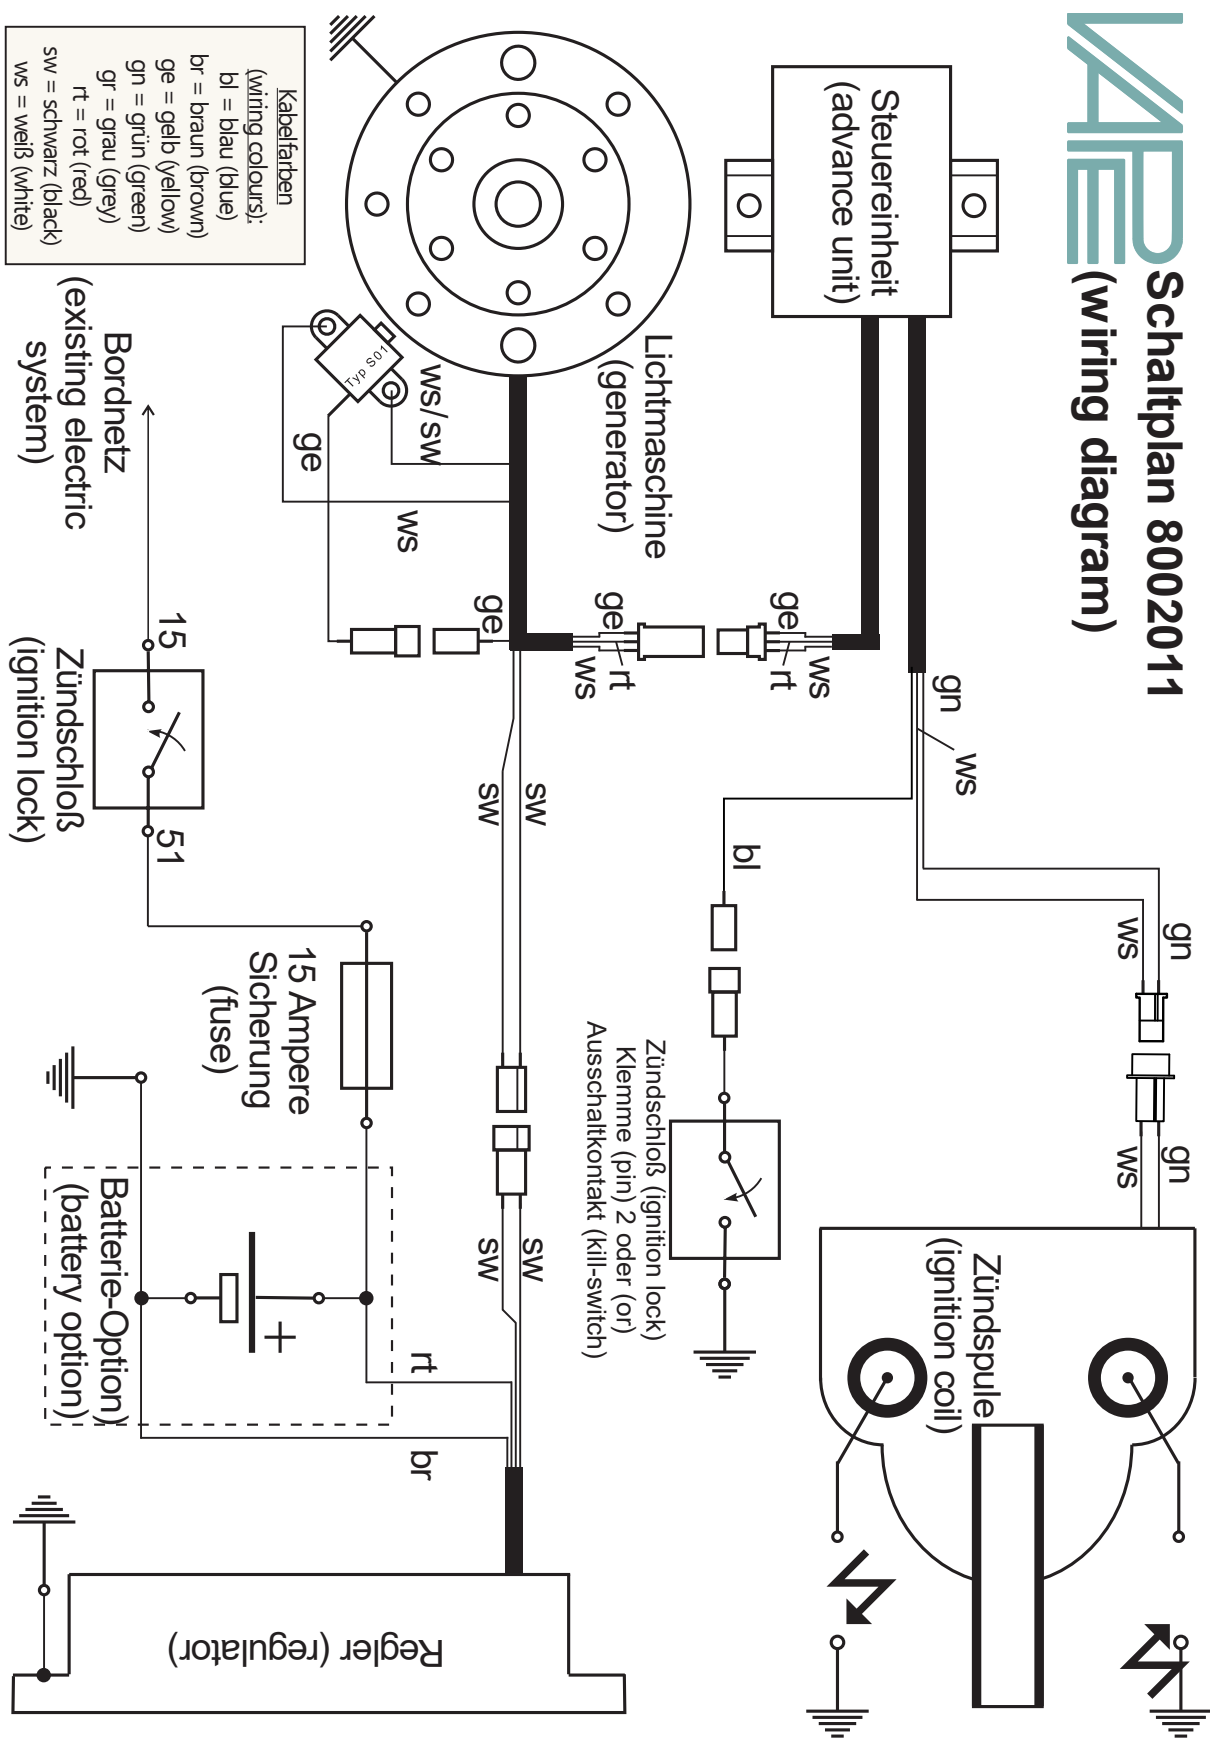 VAPE
Schaltplan 8002011
(wiring diagram)
Steuereinheit
(advance unit)
gn
ws
gn
ws
gn
ws
Zündspule
(ignition coil)
ge
rt
ws
ge
rt
ws
bl
Zündschloß (ignition lock)
Klemme (pin) 2 oder (or)
Ausschaltkontakt (kill-switch)
Lichtmaschine
(generator)
Typ S01
ws/sw
ge
ws
ge
sw
sw
sw
sw
Kabelfarben
(wiring colours):
bl = blau (blue)
br = braun (brown)
ge = gelb (yellow)
gn = grün (green)
gr = grau (grey)
rt = rot (red)
sw = schwarz (black)
ws = weiß (white)
Bordnetz
(existing electric
system)
15
51
Zündschloß
(ignition lock)
15 Ampere
Sicherung
(fuse)
+
Batterie-Option
(battery option)
rt
br
Regler (regulator)